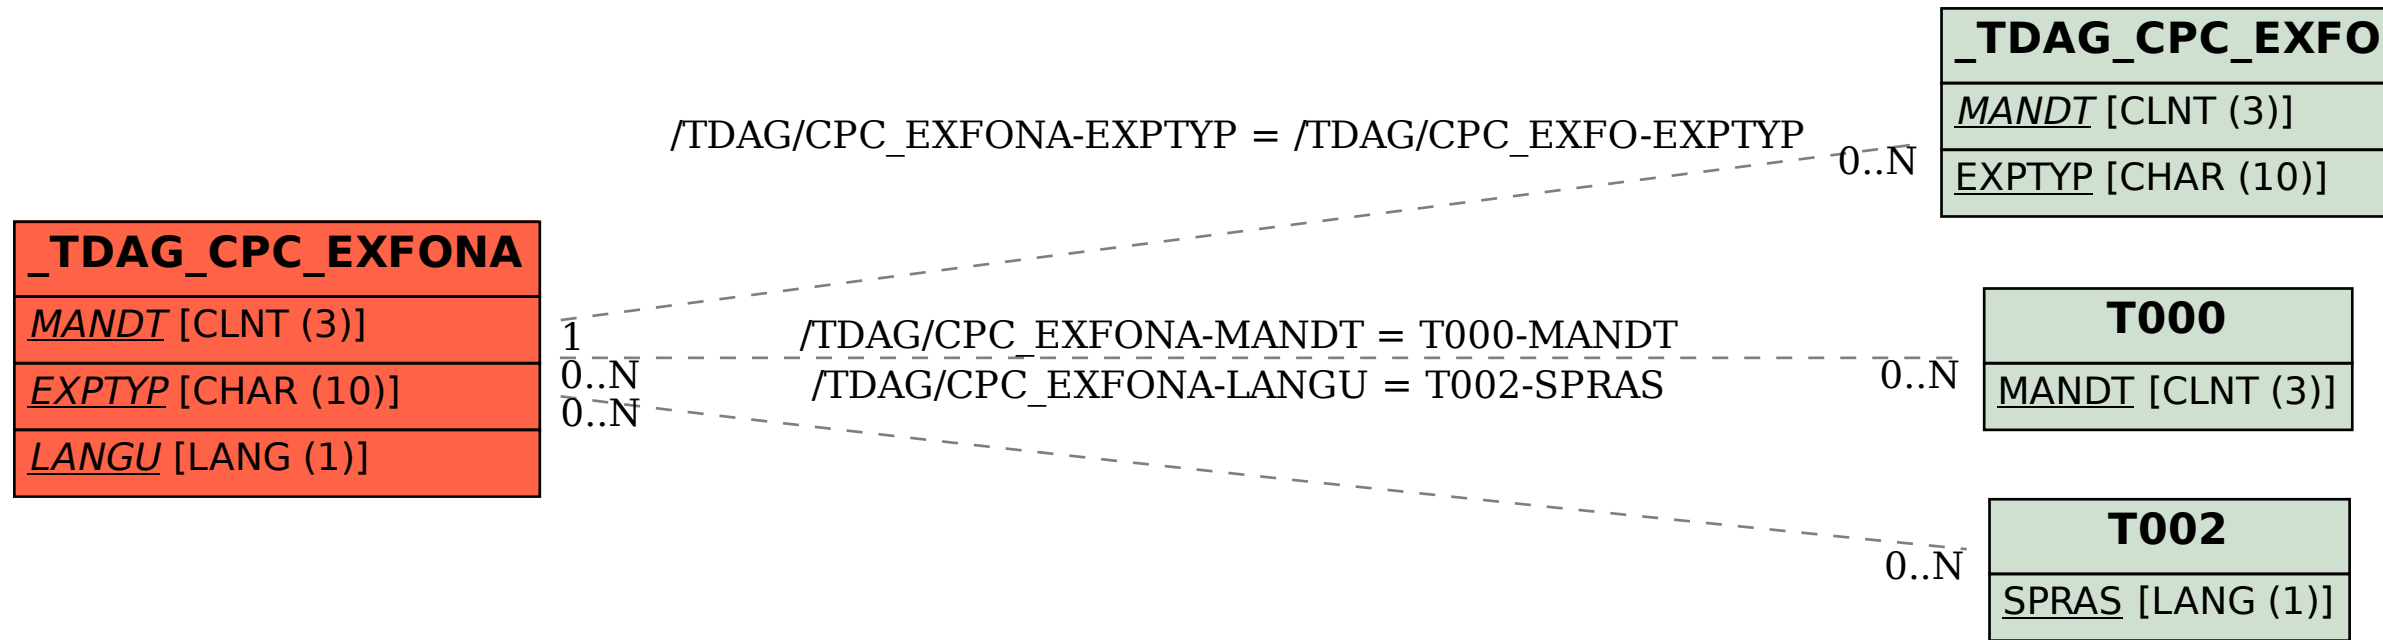 _TDAG_CPC_EXFO
MANDT [CLNT (3)]
EXPTYP [CHAR (10)]
/TDAG/CPC_EXFONA-EXPTYP = /TDAG/CPC_EXFO-EXPTYP
0..N
_TDAG_CPC_EXFONA
MANDT [CLNT (3)]
EXPTYP [CHAR (10)]
LANGU [LANG (1)]
1
0..N
0..N
/TDAG/CPC_EXFONA-MANDT = T000-MANDT
/TDAG/CPC_EXFONA-LANGU = T002-SPRAS
0..N
T000
MANDT [CLNT (3)]
0..N
T002
SPRAS [LANG (1)]